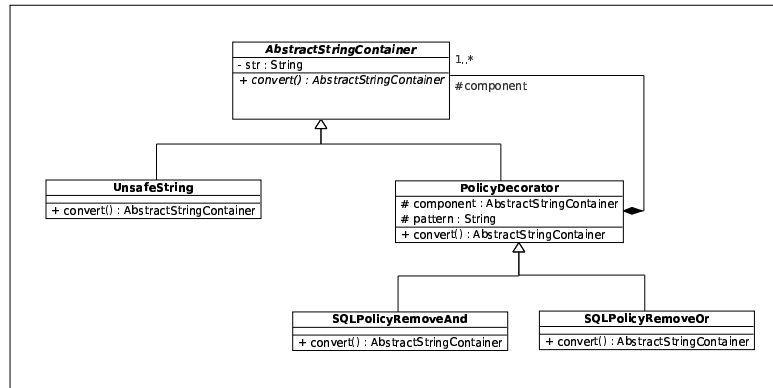 AbstractStringContainer
- str : String
+ convert() : AbstractStringContainer
1..*
# component
UnsafeString
+ convert() : AbstractStringContainer
PolicyDecorator
# component : AbstractStringContainer
# pattern : String
+ convert() : AbstractStringContainer
SQLPolicyRemoveAnd
+ convert() : AbstractStringContainer
SQLPolicyRemoveOr
+ convert() : AbstractStringContainer